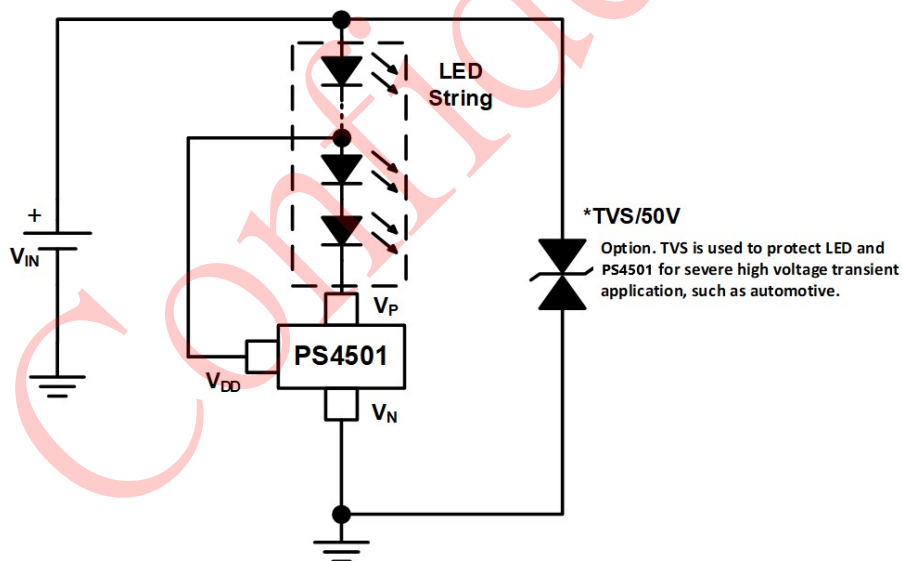 LED
String
*TVS/50V
Option. TVS is used to protect LED and
PS4501 for severe high voltage transient
application, such as automotive.
+
VIN
VP
PS4501
VDD
VN
Confide